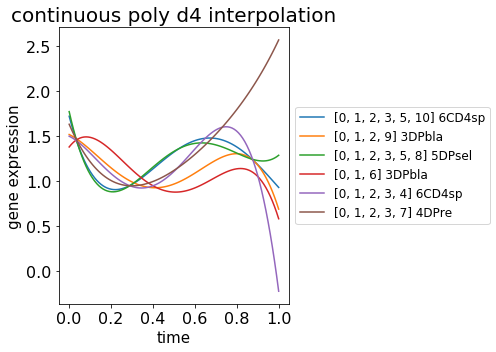 continuous poly d4 interpolation
gene expression
2.5
2.0
1.5
1.0
0.5
0.0
0.0 0.2 0.4 0.6 0.8 1.0
time
[0, 1, 2, 3, 5, 10] 6CD4sp
[0, 1, 2, 9] 3DPbla
[0, 1, 2, 3, 5, 8] 5DPsel
[0, 1, 6] 3DPbla
[0, 1, 2, 3, 4] 6CD4sp
[0, 1, 2, 3, 7] 4DPre